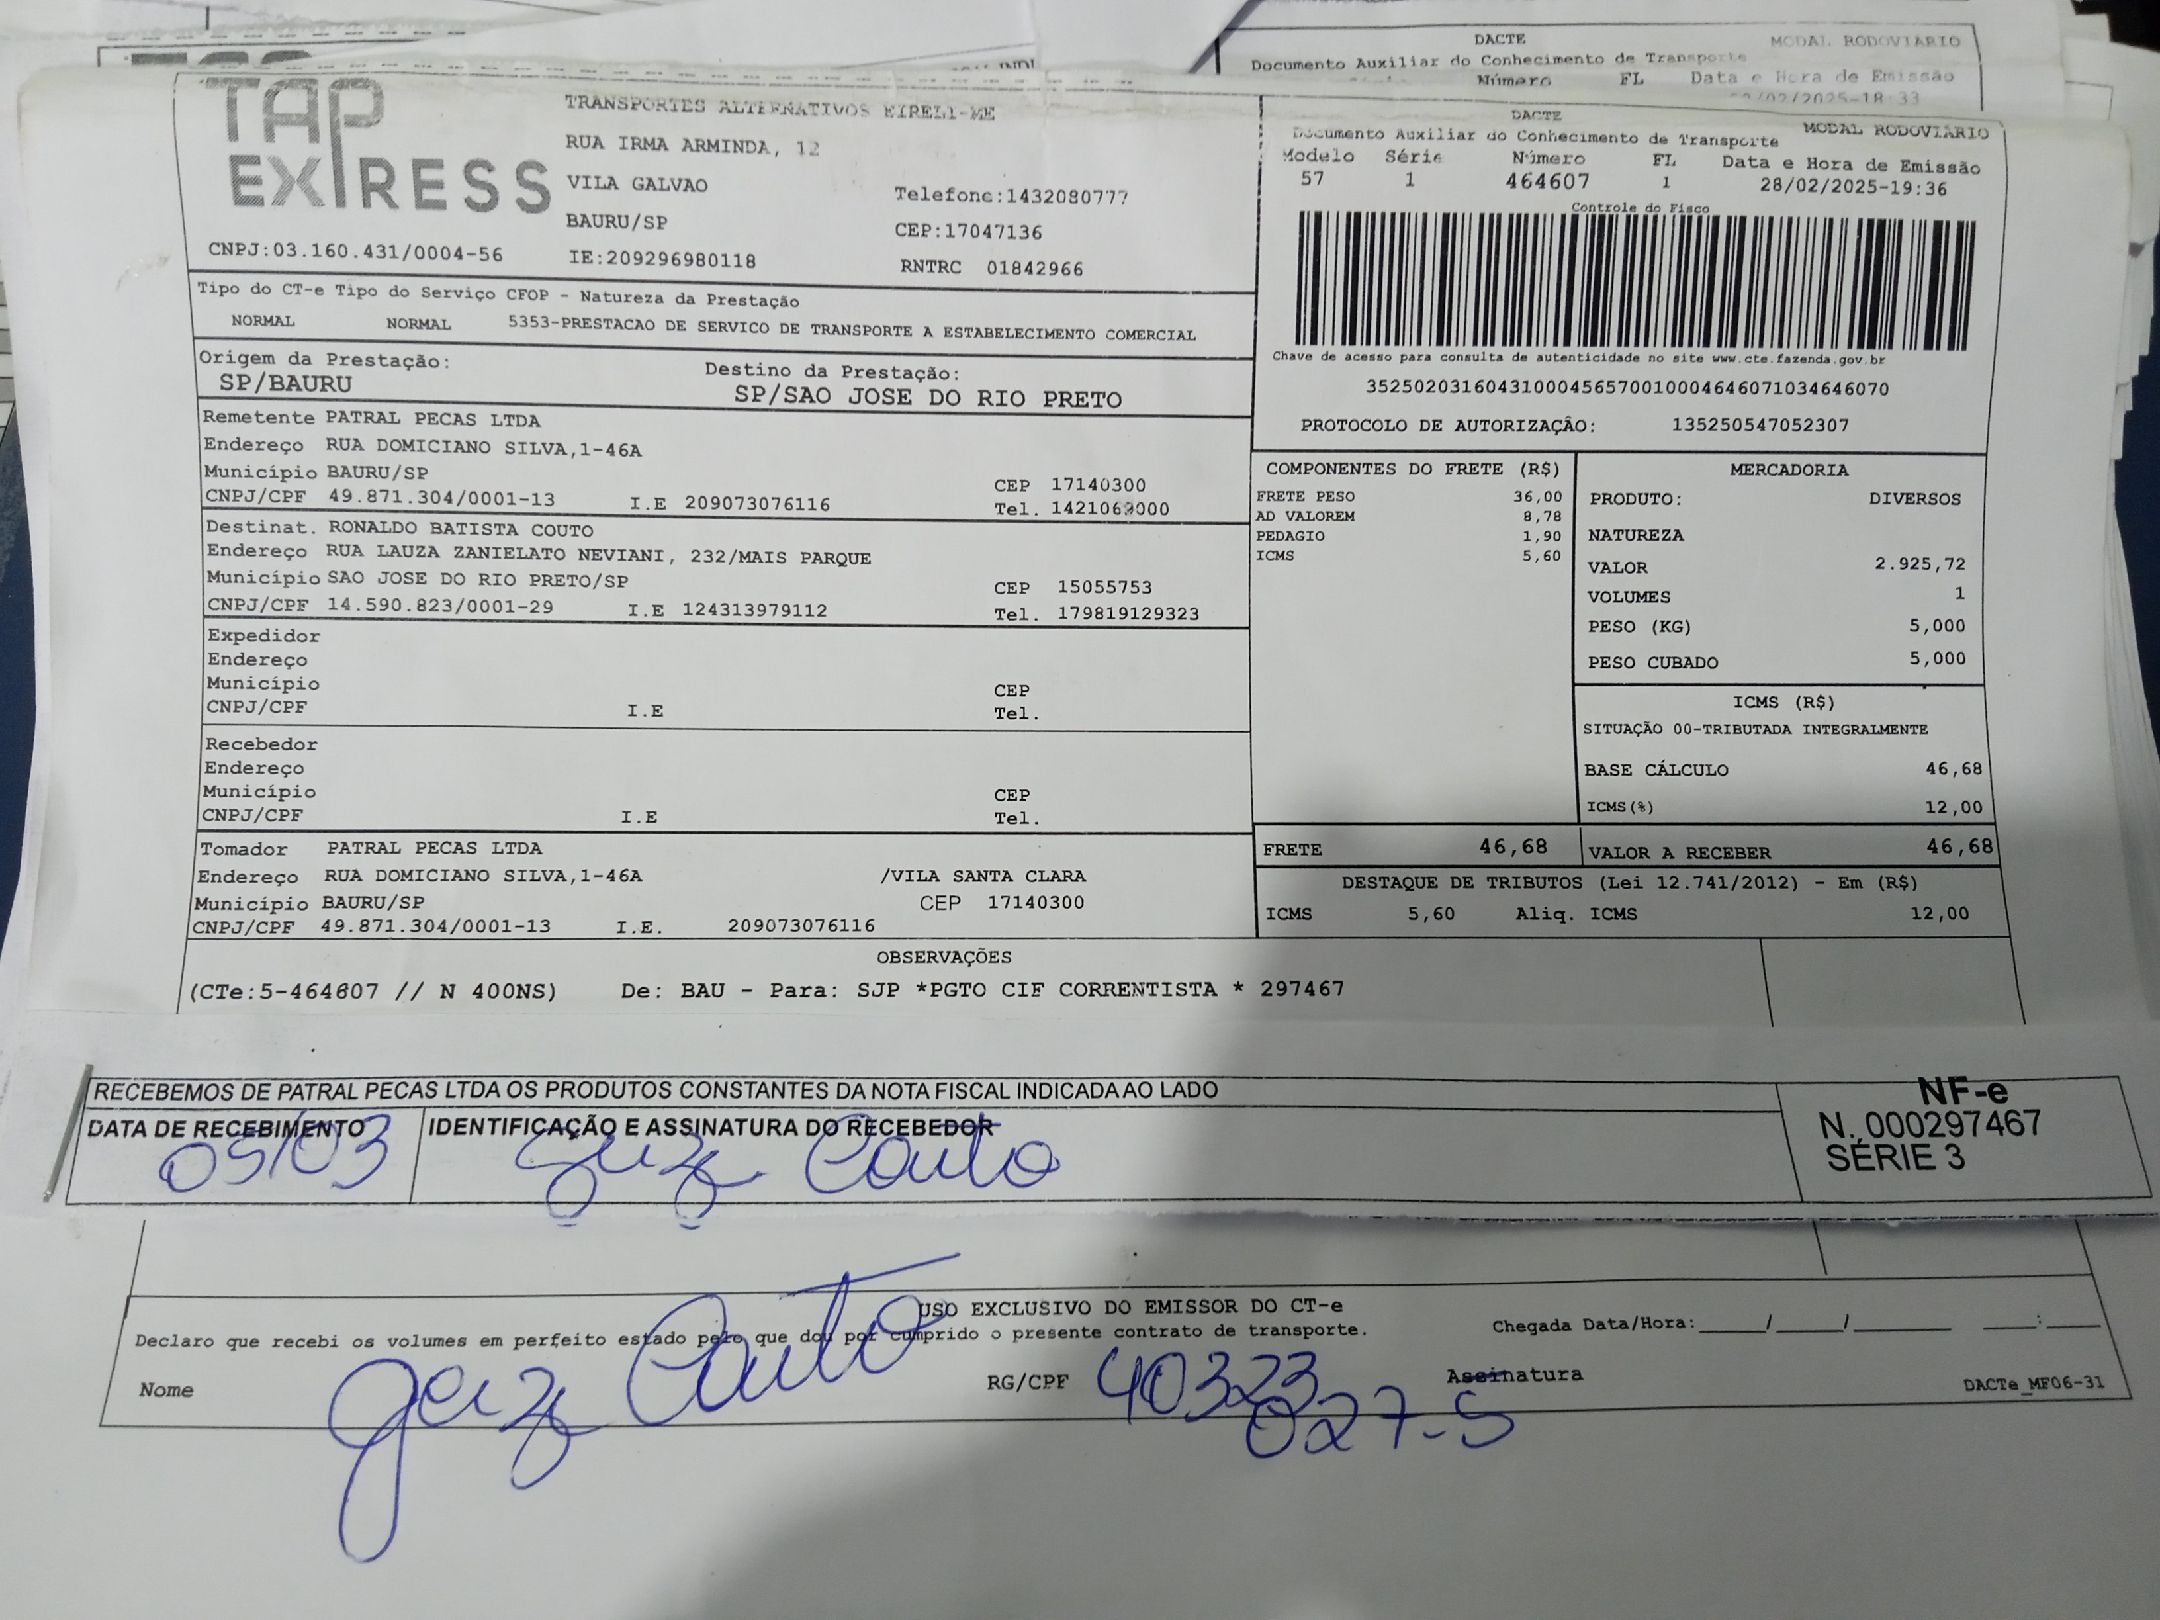 DACTE
MODAL RODOVIARIO
Documento Auxiliar do Conhecimento de Transporte
Número FL Data e Hora de Emissão
/02/2025-18:33
TAP EXPRESS
TRANSPORTES ALTERNATIVOS EIRELI-ME
RUA IRMA ARMINDA, 12
VILA GALVAO Telefone:1432080777
BAURU/SP CEP:17047136
CNPJ:03.160.431/0004-56 IE:209296980118 RNTRC 01842966
DACTE
Documento Auxiliar do Conhecimento de Transporte MODAL RODOVIARIO
Modelo Série Número FL Data e Hora de Emissão
57 1 464607 1 28/02/2025-19:36
Controle do Fisco
Chave de acesso para consulta de autenticidade no site www.cte.fazenda.gov.br
35250203160431000456570010004646071034646070
PROTOCOLO DE AUTORIZAÇÂO: 135250547052307
Tipo do CT-e Tipo do Serviço CFOP - Natureza da Prestação
NORMAL NORMAL 5353-PRESTACAO DE SERVICO DE TRANSPORTE A ESTABELECIMENTO COMERCIAL
Origem da Prestação: Destino da Prestação:
SP/BAURU SP/SAO JOSE DO RIO PRETO
Remetente PATRAL PECAS LTDA
Endereço RUA DOMICIANO SILVA,1-46A
Município BAURU/SP CEP 17140300
CNPJ/CPF 49.871.304/0001-13 I.E 209073076116 Tel. 1421069000
Destinat. RONALDO BATISTA COUTO
Endereço RUA LAUZA ZANIELATO NEVIANI, 232/MAIS PARQUE
Município SAO JOSE DO RIO PRETO/SP CEP 15055753
CNPJ/CPF 14.590.823/0001-29 I.E 124313979112 Tel. 179819129323
Expedidor
Endereço
Município CEP
CNPJ/CPF I.E Tel.
Recebedor
Endereço
Município CEP
CNPJ/CPF I.E Tel.
Tomador PATRAL PECAS LTDA
Endereço RUA DOMICIANO SILVA,1-46A /VILA SANTA CLARA
Município BAURU/SP CEP 17140300
CNPJ/CPF 49.871.304/0001-13 I.E. 209073076116
COMPONENTES DO FRETE (R$)
FRETE PESO 36,00
AD VALOREM 8,78
PEDAGIO 1,90
ICMS 5,60
MERCADORIA
PRODUTO: DIVERSOS
NATUREZA
VALOR 2.925,72
VOLUMES 1
PESO (KG) 5,000
PESO CUBADO 5,000
ICMS (R$)
SITUAÇÃO 00-TRIBUTADA INTEGRALMENTE
BASE CÁLCULO 46,68
ICMS(%) 12,00
FRETE 46,68 VALOR A RECEBER 46,68
DESTAQUE DE TRIBUTOS (Lei 12.741/2012) - Em (R$)
ICMS 5,60 Aliq. ICMS 12,00
OBSERVAÇÕES
(CTe:5-464607 // N 400NS) De: BAU - Para: SJP *PGTO CIF CORRENTISTA * 297467
RECEBEMOS DE PATRAL PECAS LTDA OS PRODUTOS CONSTANTES DA NOTA FISCAL INDICADA AO LADO
DATA DE RECEBIMENTO IDENTIFICAÇÃO E ASSINATURA DO RECEBEDOR
05/03 Couto
NF-e
N. 000297467
SÉRIE 3
USO EXCLUSIVO DO EMISSOR DO CT-e
Declaro que recebi os volumes em perfeito estado pelo que dou por cumprido o presente contrato de transporte. Chegada Data/Hora:_____/_____/_______ ____:____
Nome Couto RG/CPF 40323 027-5 Assinatura
DACTe_MF06-31